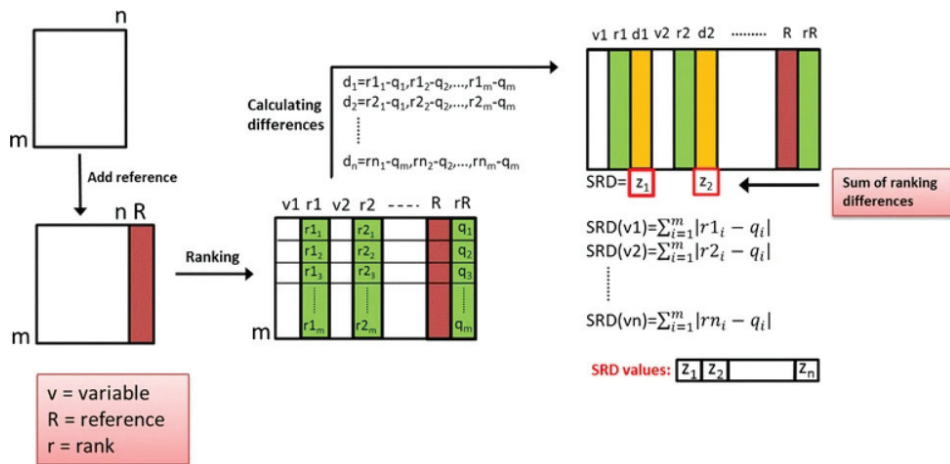 n
m
Add reference
n R
m
v = variable
R = reference
r = rank
Ranking
Calculating
differences
d₁=r1₁-q₁,r1₂-q₂,...,r1ₘ-qₘ
d₂=r2₁-q₁,r2₂-q₂,...,r2ₘ-qₘ
dₙ=rn₁-qₘ,rn₂-q₂,...,rnₘ-qₘ
v1 r1 v2 r2 ---- R rR
r1₁ r2₁ q₁
r1₂ r2₂ q₂
r1₃ r2₃ q₃
r1ₘ r2ₘ qₘ
m
v1 r1 d1 v2 r2 d2 ......... R rR
SRD= z₁ z₂
Sum of ranking
differences
SRD(v1)=∑ᵢ₌₁ᵐ|r1ᵢ − qᵢ|
SRD(v2)=∑ᵢ₌₁ᵐ|r2ᵢ − qᵢ|
SRD(vn)=∑ᵢ₌₁ᵐ|rnᵢ − qᵢ|
SRD values: z₁ z₂ zₙ